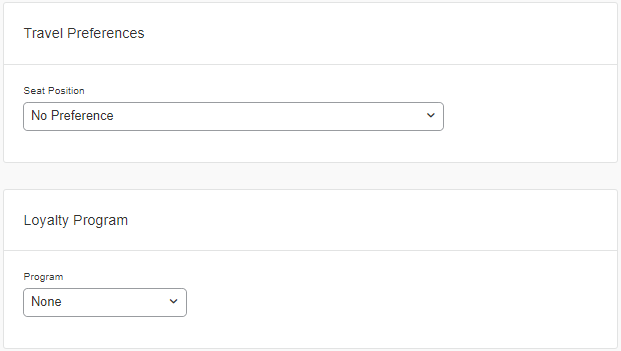 Travel Preferences
Seat Position
No Preference
Loyalty Program
Program
None